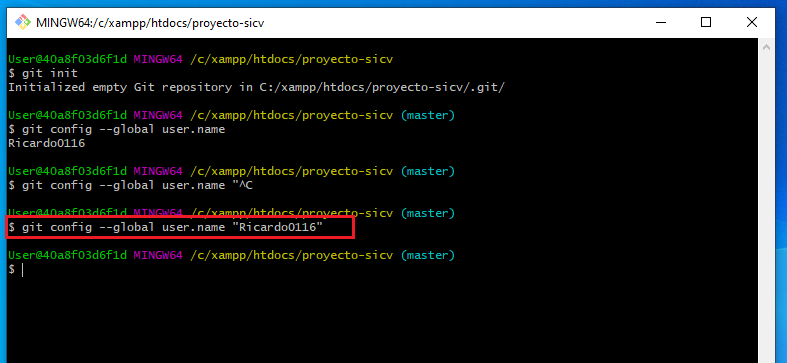 MINGW64:/c/xampp/htdocs/proyecto-sicv
User@40a8f03d6f1d MINGW64 /c/xampp/htdocs/proyecto-sicv
$ git init
Initialized empty Git repository in C:/xampp/htdocs/proyecto-sicv/.git/
User@40a8f03d6f1d MINGW64 /c/xampp/htdocs/proyecto-sicv (master)
$ git config --global user.name
Ricardo0116
User@40a8f03d6f1d MINGW64 /c/xampp/htdocs/proyecto-sicv (master)
$ git config --global user.name "^C
User@40a8f03d6f1d MINGW64 /c/xampp/htdocs/proyecto-sicv (master)
$ git config --global user.name "Ricardo0116"
User@40a8f03d6f1d MINGW64 /c/xampp/htdocs/proyecto-sicv (master)
$